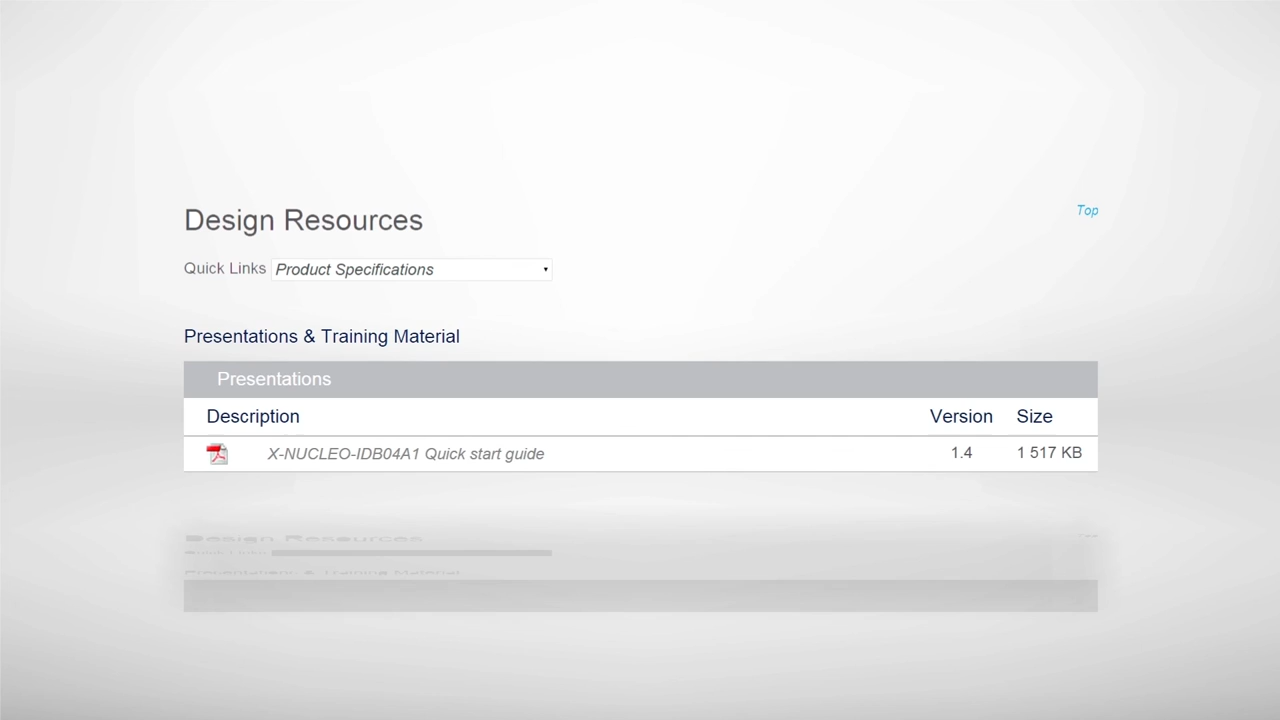 Design Resources
Top
Quick Links Product Specifications
Presentations & Training Material
Presentations
Description Version Size
X-NUCLEO-IDB04A1 Quick start guide 1.4 1 517 KB